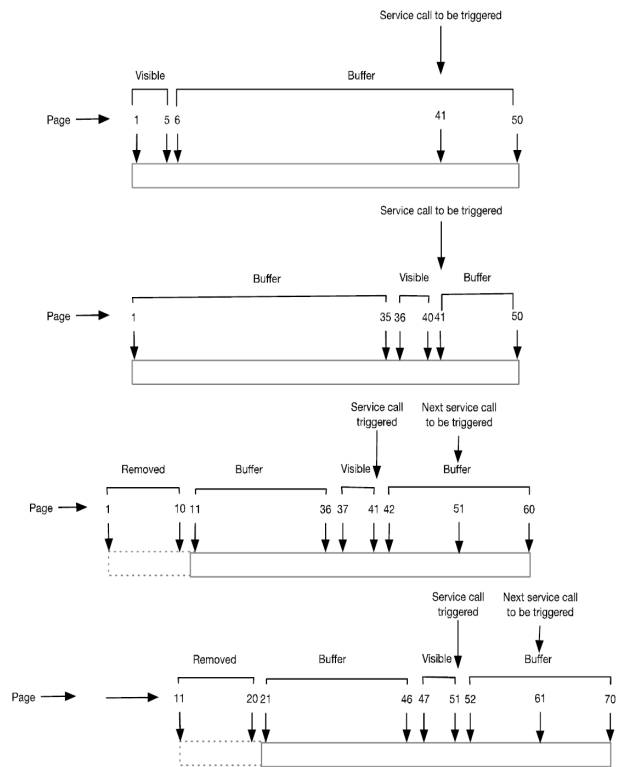 Service call to be triggered
Visible Buffer
Page 1 5 6 41 50
Service call to be triggered
Buffer Visible Buffer
Page 1 35 36 40 41 50
Service call triggered Next service call to be triggered
Removed Buffer Visible Buffer
Page 1 10 11 36 37 41 42 51 60
Service call triggered Next service call to be triggered
Removed Buffer Visible Buffer
Page 11 20 21 46 47 51 52 61 70